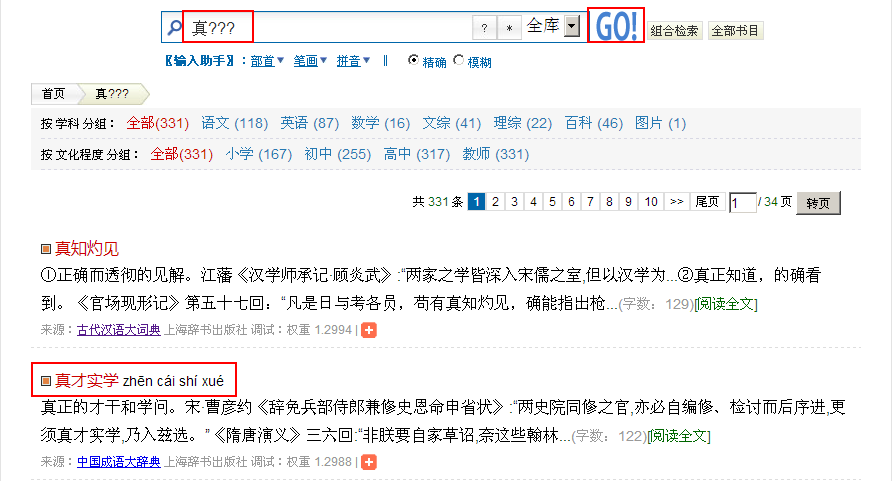 真??? ? * 全库 GO! 组合检索 全部书目
〖输入助手〗: 部首 笔画 拼音 ‖ 精确 模糊
首页 真???
按 学科 分组: 全部(331) 语文 (118) 英语 (87) 数学 (16) 文综 (41) 理综 (22) 百科 (46) 图片 (1)
按 文化程度 分组: 全部(331) 小学 (167) 初中 (255) 高中 (317) 教师 (331)
共 331 条 1 2 3 4 5 6 7 8 9 10 >> 尾页 1 / 34 页 转页
真知灼见
①正确而透彻的见解。江藩《汉学师承记·顾炎武》:“两家之学皆深入宋儒之室,但以汉学为...②真正知道，的确看
到。《官场现形记》第五十七回：“凡是日与考各员，苟有真知灼见，确能指出枪...(字数：129)[阅读全文]
来源：古代汉语大词典 上海辞书出版社 调试：权重 1.2994 |
真才实学 zhēn cái shí xué
真正的才干和学问。宋·曹彦约《辞免兵部侍郎兼修史恩命申省状》:“两史院同修之官,亦必自编修、检讨而后序进,更
须真才实学,乃入兹选。”《隋唐演义》三六回:“非朕要自家草诏,奈这些翰林...(字数：122)[阅读全文]
来源：中国成语大辞典 上海辞书出版社 调试：权重 1.2988 |